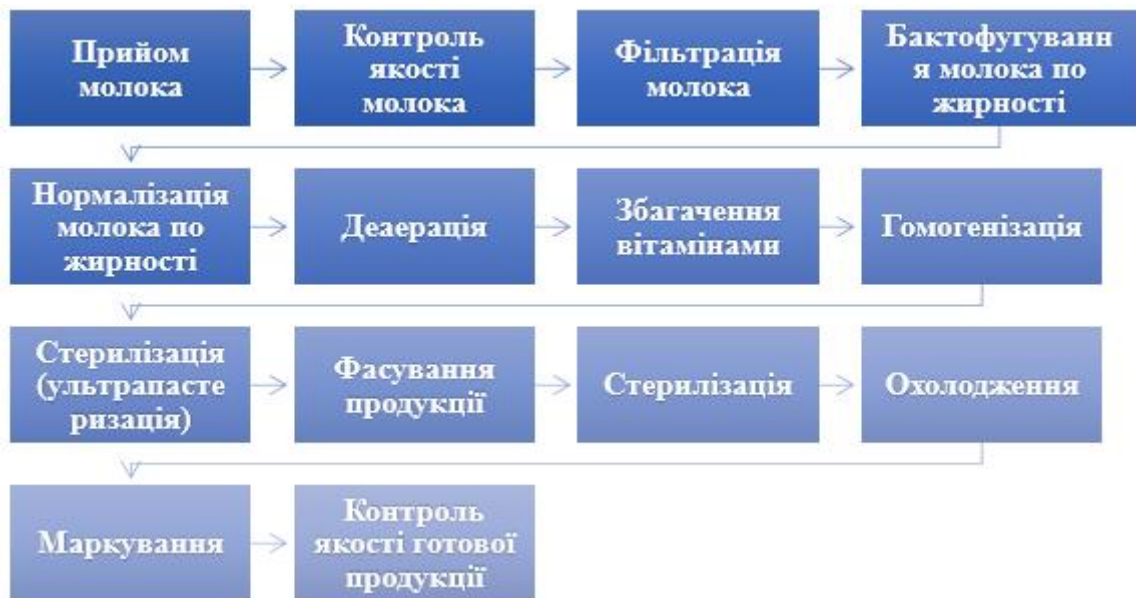 Прийом
молока
Контроль
якості
молока
Фільтрація
молока
Бактофугуванн
я молока по
жирності
Нормалізація
молока по
жирності
Деаерація
Збагачення
вітамінами
Гомогенізація
Стерилізація
(ультрапасте
ризація)
Фасування
продукції
Стерилізація
Охолодження
Маркування
Контроль
якості готової
продукції